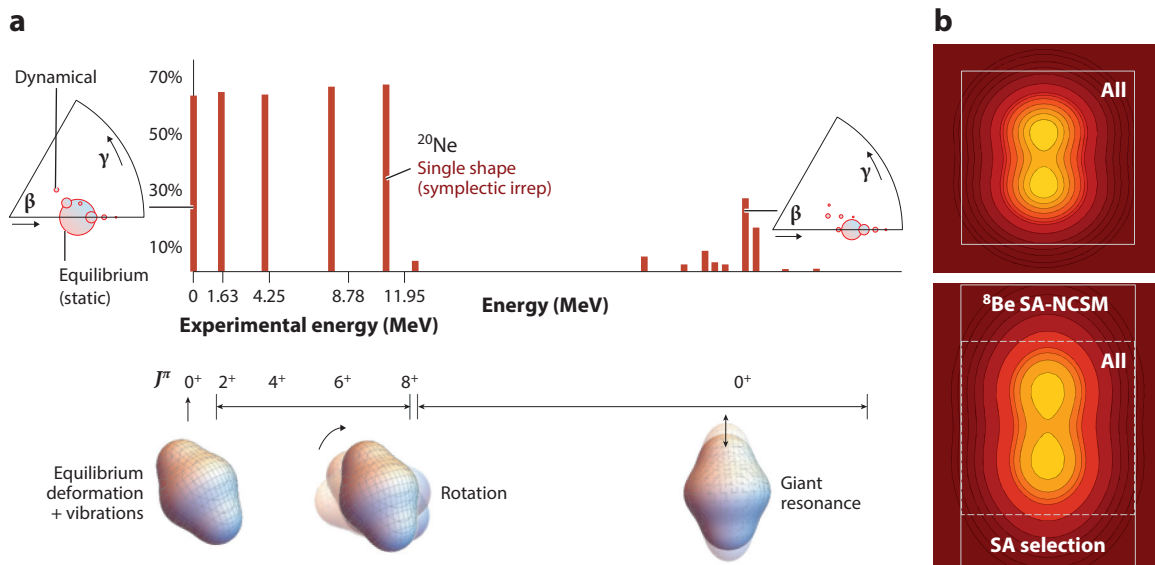 a
b
Dynamical
70%
50%
30%
10%
γ
β
Equilibrium
(static)
²⁰Ne
Single shape
(symplectic irrep)
γ
β
0
1.63
4.25
8.78
11.95
Experimental energy (MeV)
Energy (MeV)
Jπ 0⁺ 2⁺ 4⁺ 6⁺ 8⁺ 0⁺
Equilibrium
deformation
+ vibrations
Rotation
Giant
resonance
All
⁸Be SA-NCSM
All
SA selection